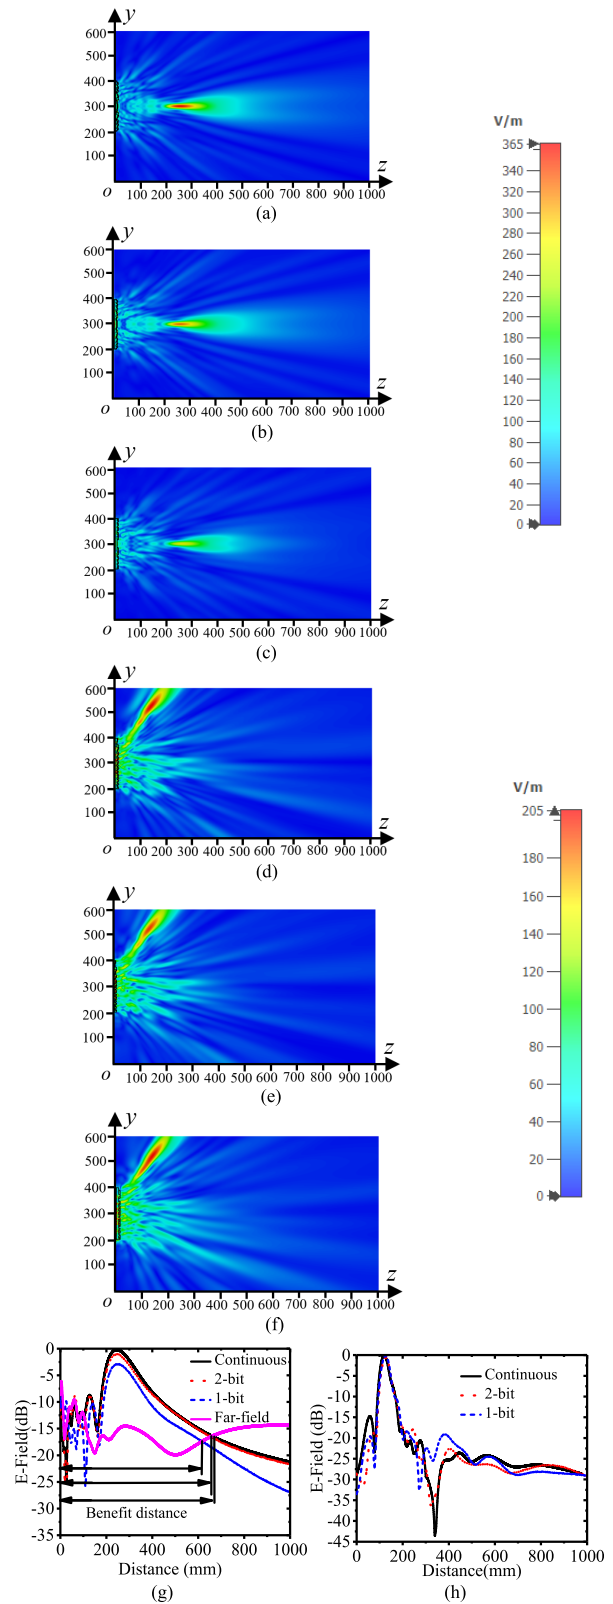 y
600
500
400
300
200
100
z
o
100 200 300 400 500 600 700 800 900 1000
(a)
V/m
365
340
320
300
280
260
240
220
200
180
160
140
120
100
80
60
40
20
0
y
600
500
400
300
200
100
z
o
100 200 300 400 500 600 700 800 900 1000
(b)
y
600
500
400
300
200
100
z
o
100 200 300 400 500 600 700 800 900 1000
(c)
y
600
500
400
300
200
100
z
o
100 200 300 400 500 600 700 800 900 1000
(d)
V/m
205
180
160
140
120
100
80
60
40
20
0
y
600
500
400
300
200
100
z
o
100 200 300 400 500 600 700 800 900 1000
(e)
y
600
500
400
300
200
100
z
o
100 200 300 400 500 600 700 800 900 1000
(f)
E-Field(dB)
0
-5
-10
-15
-20
-25
-30
-35
Continuous
2-bit
1-bit
Far-field
Benefit distance
0 200 400 600 800 1000
Distance (mm)
(g)
E-Field (dB)
0
-5
-10
-15
-20
-25
-30
-35
-40
-45
Continuous
2-bit
1-bit
0 200 400 600 800 1000
Distance(mm)
(h)